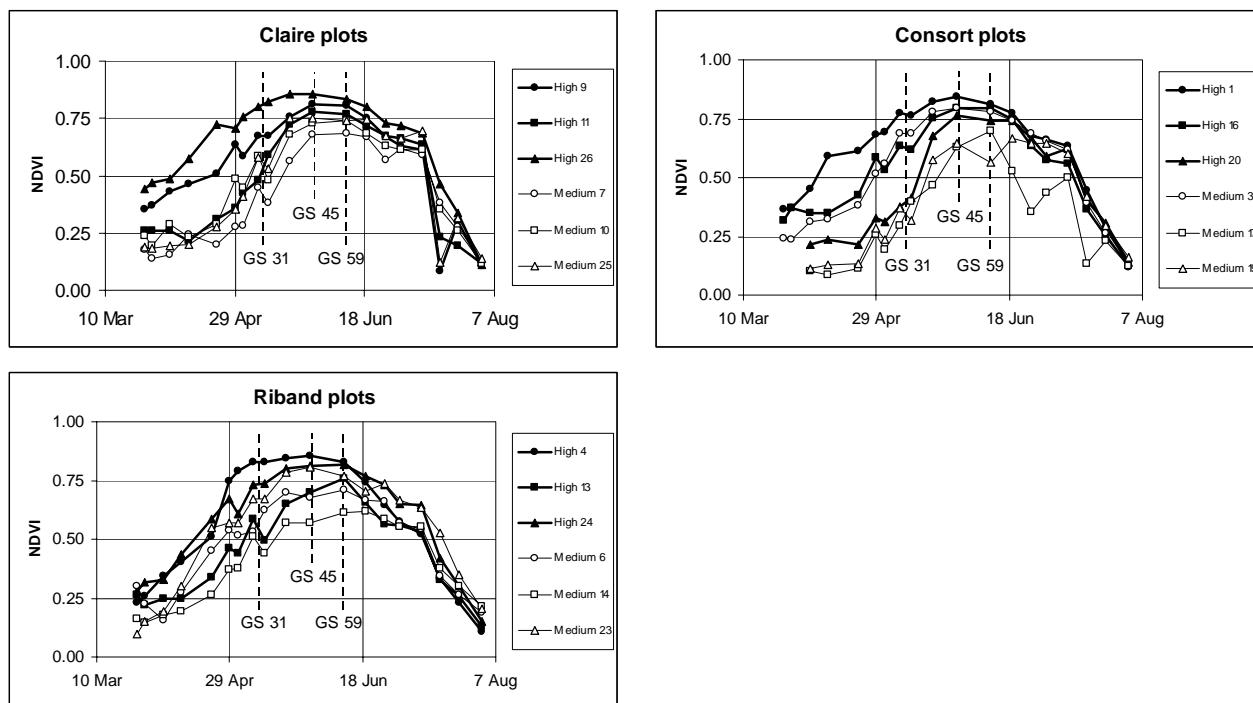 Claire plots
1.00
0.75
0.50
0.25
0.00
NDVI
10 Mar
29 Apr
18 Jun
7 Aug
GS 31
GS 45
GS 59
High 9
High 11
High 26
Medium 7
Medium 10
Medium 25
Consort plots
1.00
0.75
0.50
0.25
0.00
NDVI
10 Mar
29 Apr
18 Jun
7 Aug
GS 31
GS 45
GS 59
High 1
High 16
High 20
Medium 3
Medium
Medium
Riband plots
1.00
0.75
0.50
0.25
0.00
NDVI
10 Mar
29 Apr
18 Jun
7 Aug
GS 31
GS 45
GS 59
High 4
High 13
High 24
Medium 6
Medium 14
Medium 23